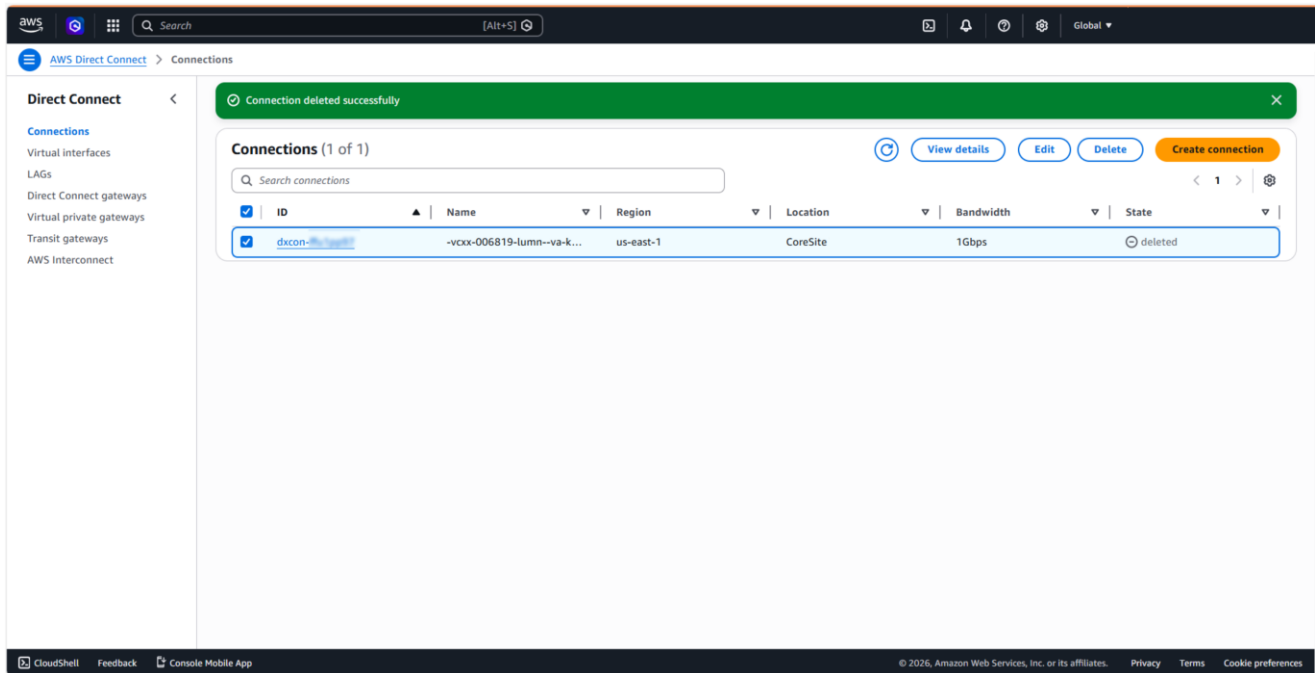 aws Search [Alt+S] Global
AWS Direct Connect > Connections
Direct Connect
Connections
Virtual interfaces
LAGs
Direct Connect gateways
Virtual private gateways
Transit gateways
AWS Interconnect
Connection deleted successfully
Connections (1 of 1) View details Edit Delete Create connection
Search connections 1
ID Name Region Location Bandwidth State
dxcon- -vcxx-006819-lumn--va-k... us-east-1 CoreSite 1Gbps deleted
CloudShell Feedback Console Mobile App © 2026, Amazon Web Services, Inc. or its affiliates. Privacy Terms Cookie preferences